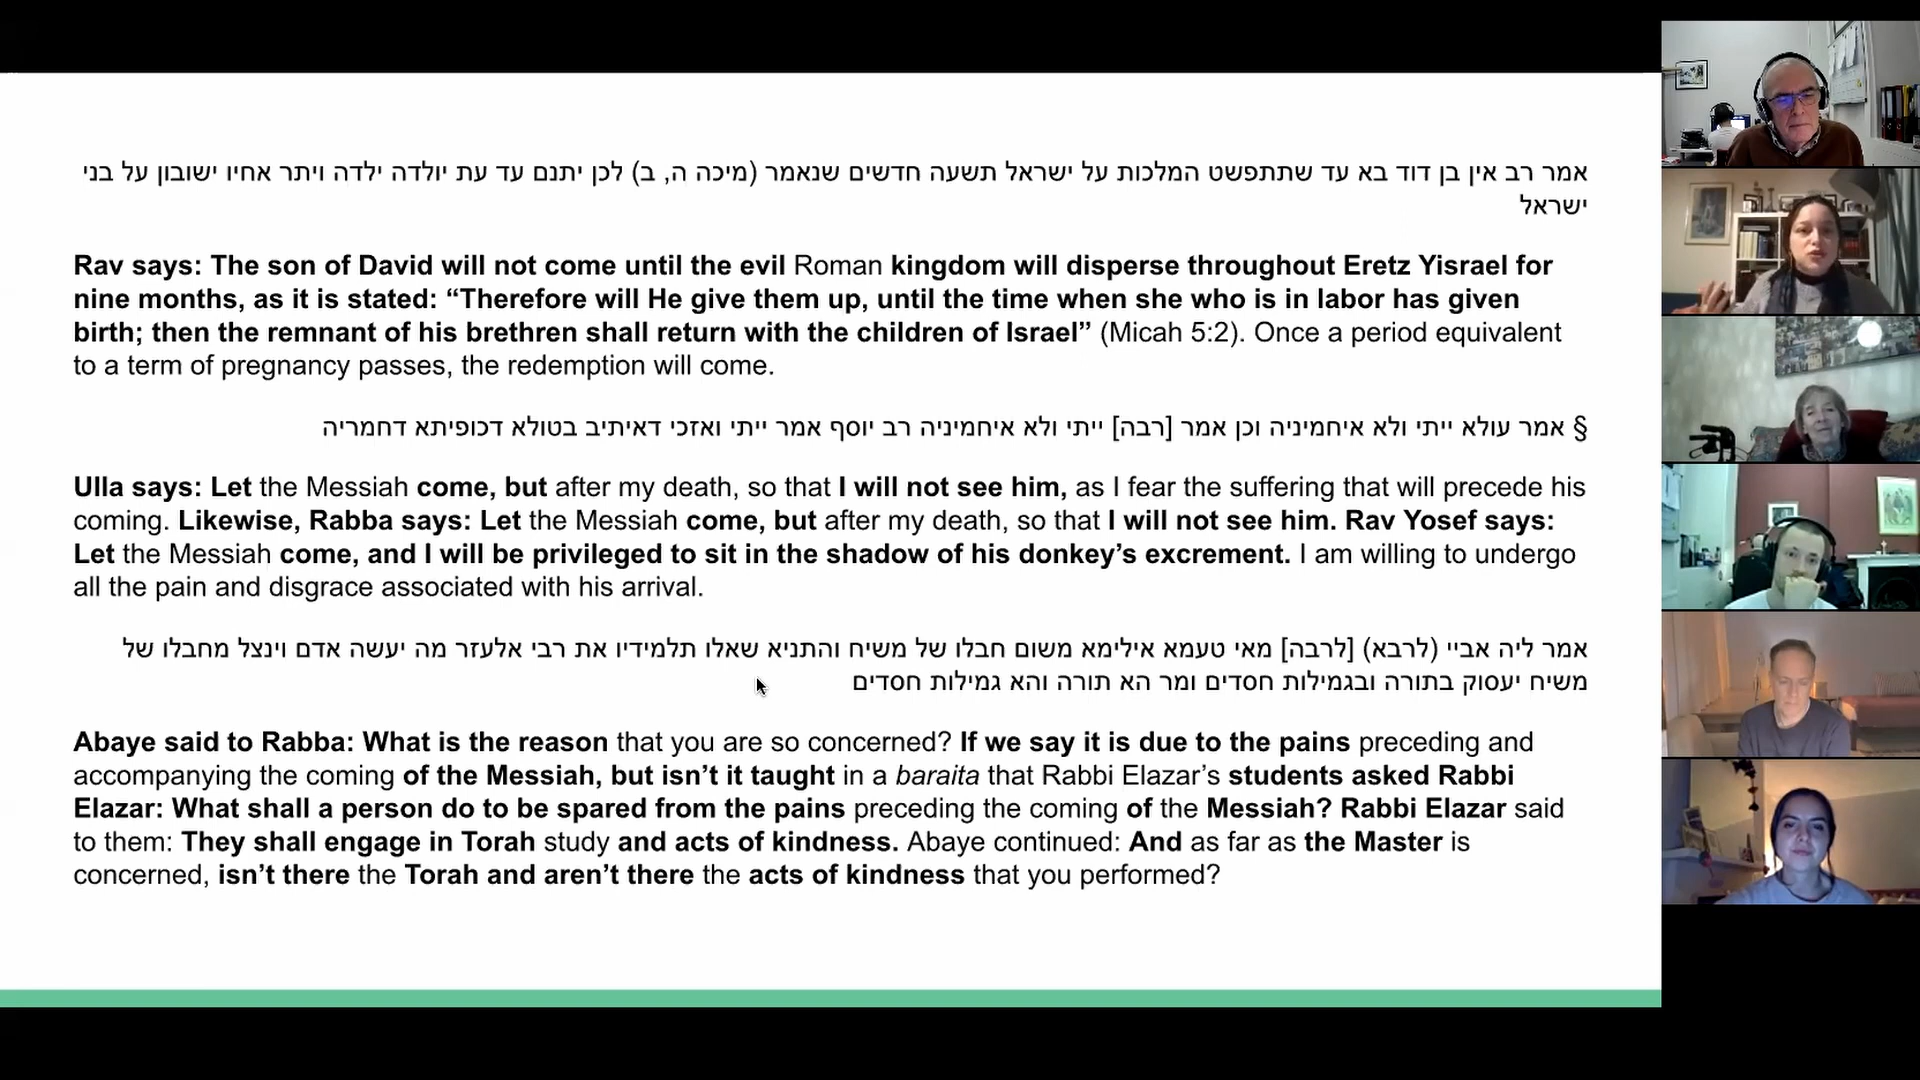 אמר רב אין בן דוד בא עד שתתפשט המלכות על ישראל תשעה חדשים שנאמר (מיכה ה, ב) לכן יתנם עד עת יולדה ילדה ויתר אחיו ישובון על בני
ישראל
Rav says: The son of David will not come until the evil Roman kingdom will disperse throughout Eretz Yisrael for
nine months, as it is stated: “Therefore will He give them up, until the time when she who is in labor has given
birth; then the remnant of his brethren shall return with the children of Israel” (Micah 5:2). Once a period equivalent
to a term of pregnancy passes, the redemption will come.
§ אמר עולא ייתי ולא איחמיניה וכן אמר [רבה] ייתי ולא איחמיניה רב יוסף אמר ייתי ואזכי דאיתיב בטולא דכופיתא דחמריה
Ulla says: Let the Messiah come, but after my death, so that I will not see him, as I fear the suffering that will precede his
coming. Likewise, Rabba says: Let the Messiah come, but after my death, so that I will not see him. Rav Yosef says:
Let the Messiah come, and I will be privileged to sit in the shadow of his donkey’s excrement. I am willing to undergo
all the pain and disgrace associated with his arrival.
אמר ליה אביי (לרבא) [לרבה] מאי טעמא אילימא משום חבלו של משיח והתניא שאלו תלמידיו את רבי אלעזר מה יעשה אדם וינצל מחבלו של
משיח יעסוק בתורה ובגמילות חסדים ומר הא תורה והא גמילות חסדים
Abaye said to Rabba: What is the reason that you are so concerned? If we say it is due to the pains preceding and
accompanying the coming of the Messiah, but isn’t it taught in a baraita that Rabbi Elazar’s students asked Rabbi
Elazar: What shall a person do to be spared from the pains preceding the coming of the Messiah? Rabbi Elazar said
to them: They shall engage in Torah study and acts of kindness. Abaye continued: And as far as the Master is
concerned, isn’t there the Torah and aren’t there the acts of kindness that you performed?